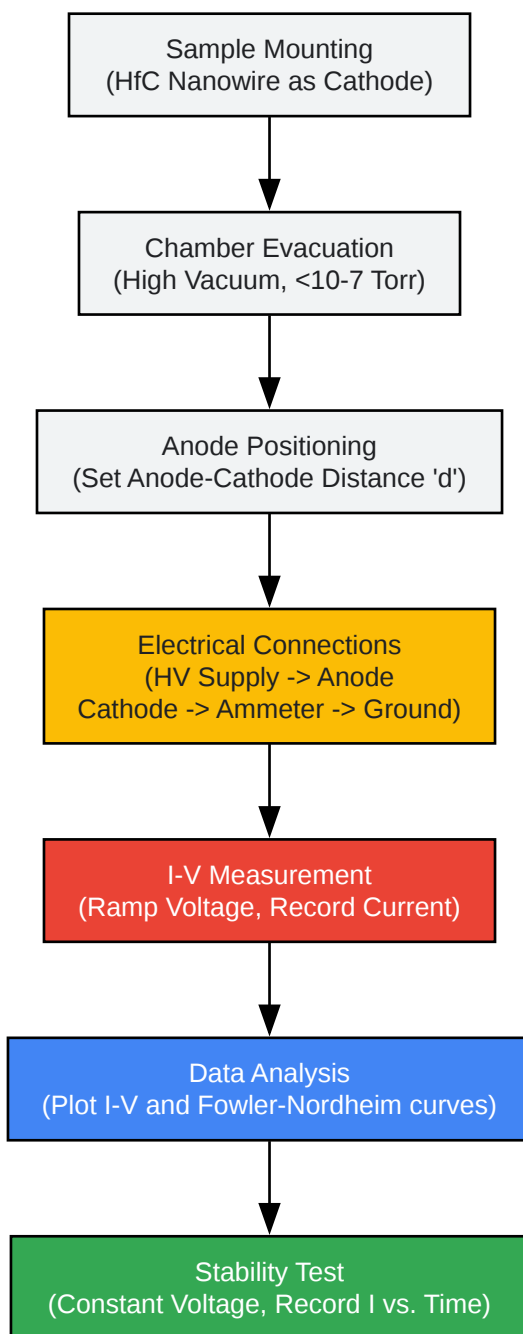 Sample Mounting
(HfC Nanowire as Cathode)
Chamber Evacuation
(High Vacuum, <10-7 Torr)
Anode Positioning
(Set Anode-Cathode Distance 'd')
Electrical Connections
(HV Supply -> Anode
Cathode -> Ammeter -> Ground)
I-V Measurement
(Ramp Voltage, Record Current)
Data Analysis
(Plot I-V and Fowler-Nordheim curves)
Stability Test
(Constant Voltage, Record I vs. Time)